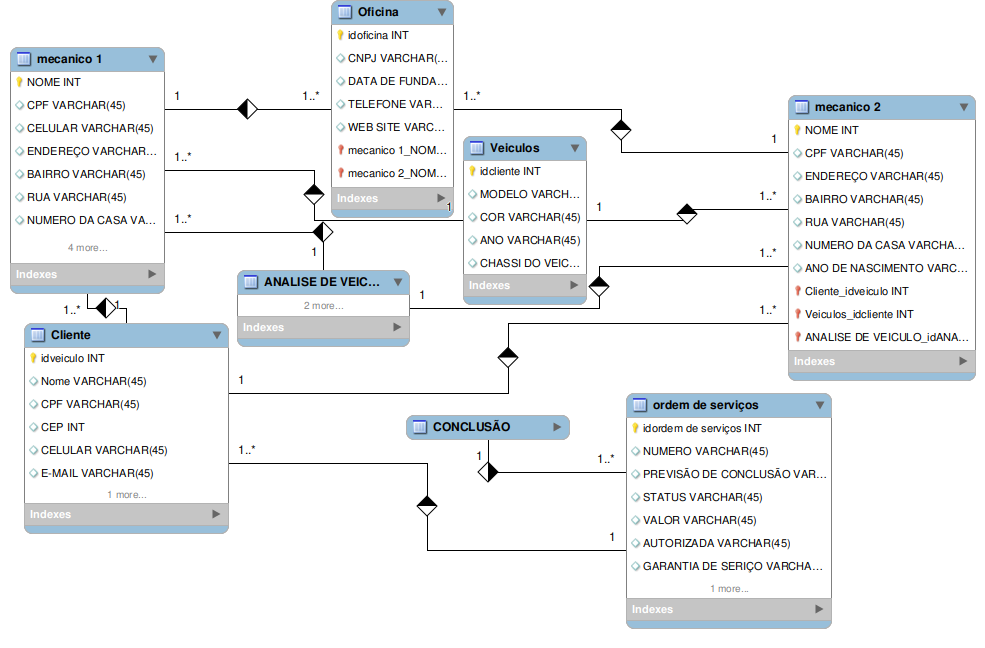 mecanico 1
NOME INT
CPF VARCHAR(45)
CELULAR VARCHAR(45)
ENDEREÇO VARCHAR...
BAIRRO VARCHAR(45)
RUA VARCHAR(45)
NUMERO DA CASA VA...
4 more...
Indexes
Oficina
idoficina INT
CNPJ VARCHAR(...
DATA DE FUNDA...
TELEFONE VAR...
WEB SITE VARC...
mecanico 1_NOM...
mecanico 2_NOM...
Indexes
Veiculos
idcliente INT
MODELO VARCH...
COR VARCHAR(45)
ANO VARCHAR(45)
CHASSI DO VEIC...
Indexes
mecanico 2
NOME INT
CPF VARCHAR(45)
ENDEREÇO VARCHAR(45)
BAIRRO VARCHAR(45)
RUA VARCHAR(45)
NUMERO DA CASA VARCHA...
ANO DE NASCIMENTO VARC...
Cliente_idveiculo INT
Veiculos_idcliente INT
ANALISE DE VEICULO_idANA...
Indexes
ANALISE DE VEIC...
2 more...
Indexes
Cliente
idveiculo INT
Nome VARCHAR(45)
CPF VARCHAR(45)
CEP INT
CELULAR VARCHAR(45)
E-MAIL VARCHAR(45)
1 more...
Indexes
CONCLUSÃO
ordem de serviços
idordem de serviços INT
NUMERO VARCHAR(45)
PREVISÃO DE CONCLUSÃO VAR...
STATUS VARCHAR(45)
VALOR VARCHAR(45)
AUTORIZADA VARCHAR(45)
GARANTIA DE SERIÇO VARCHA...
1 more...
Indexes
1
1..*
1..*
1
1..*
1
1
1..*
1..*
1
1
1..*
1..*
1
1
1..*
1..*
1
1
1..*